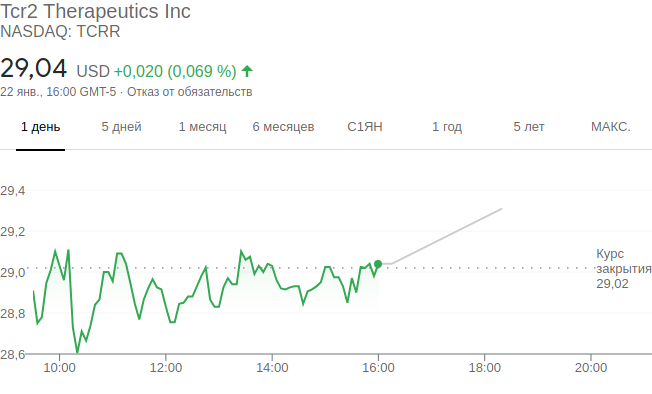 Tcr2 Therapeutics Inc
NASDAQ: TCRR
29,04 USD +0,020 (0,069 %)
22 янв., 16:00 GMT-5 · Отказ от обязательств
1 день 5 дней 1 месяц 6 месяцев С1ЯН 1 год 5 лет МАКС.
29,4
29,2
29,0
28,8
28,6
Курс
закрытия
29,02
10:00 12:00 14:00 16:00 18:00 20:00